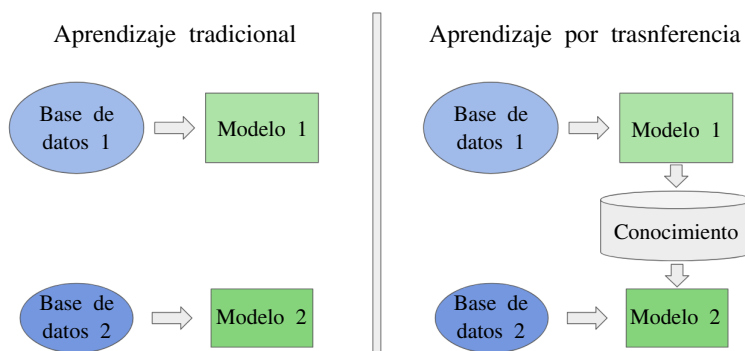 Aprendizaje tradicional
Base de
datos 1
Modelo 1
Base de
datos 2
Modelo 2
Aprendizaje por trasnferencia
Base de
datos 1
Modelo 1
Conocimiento
Base de
datos 2
Modelo 2